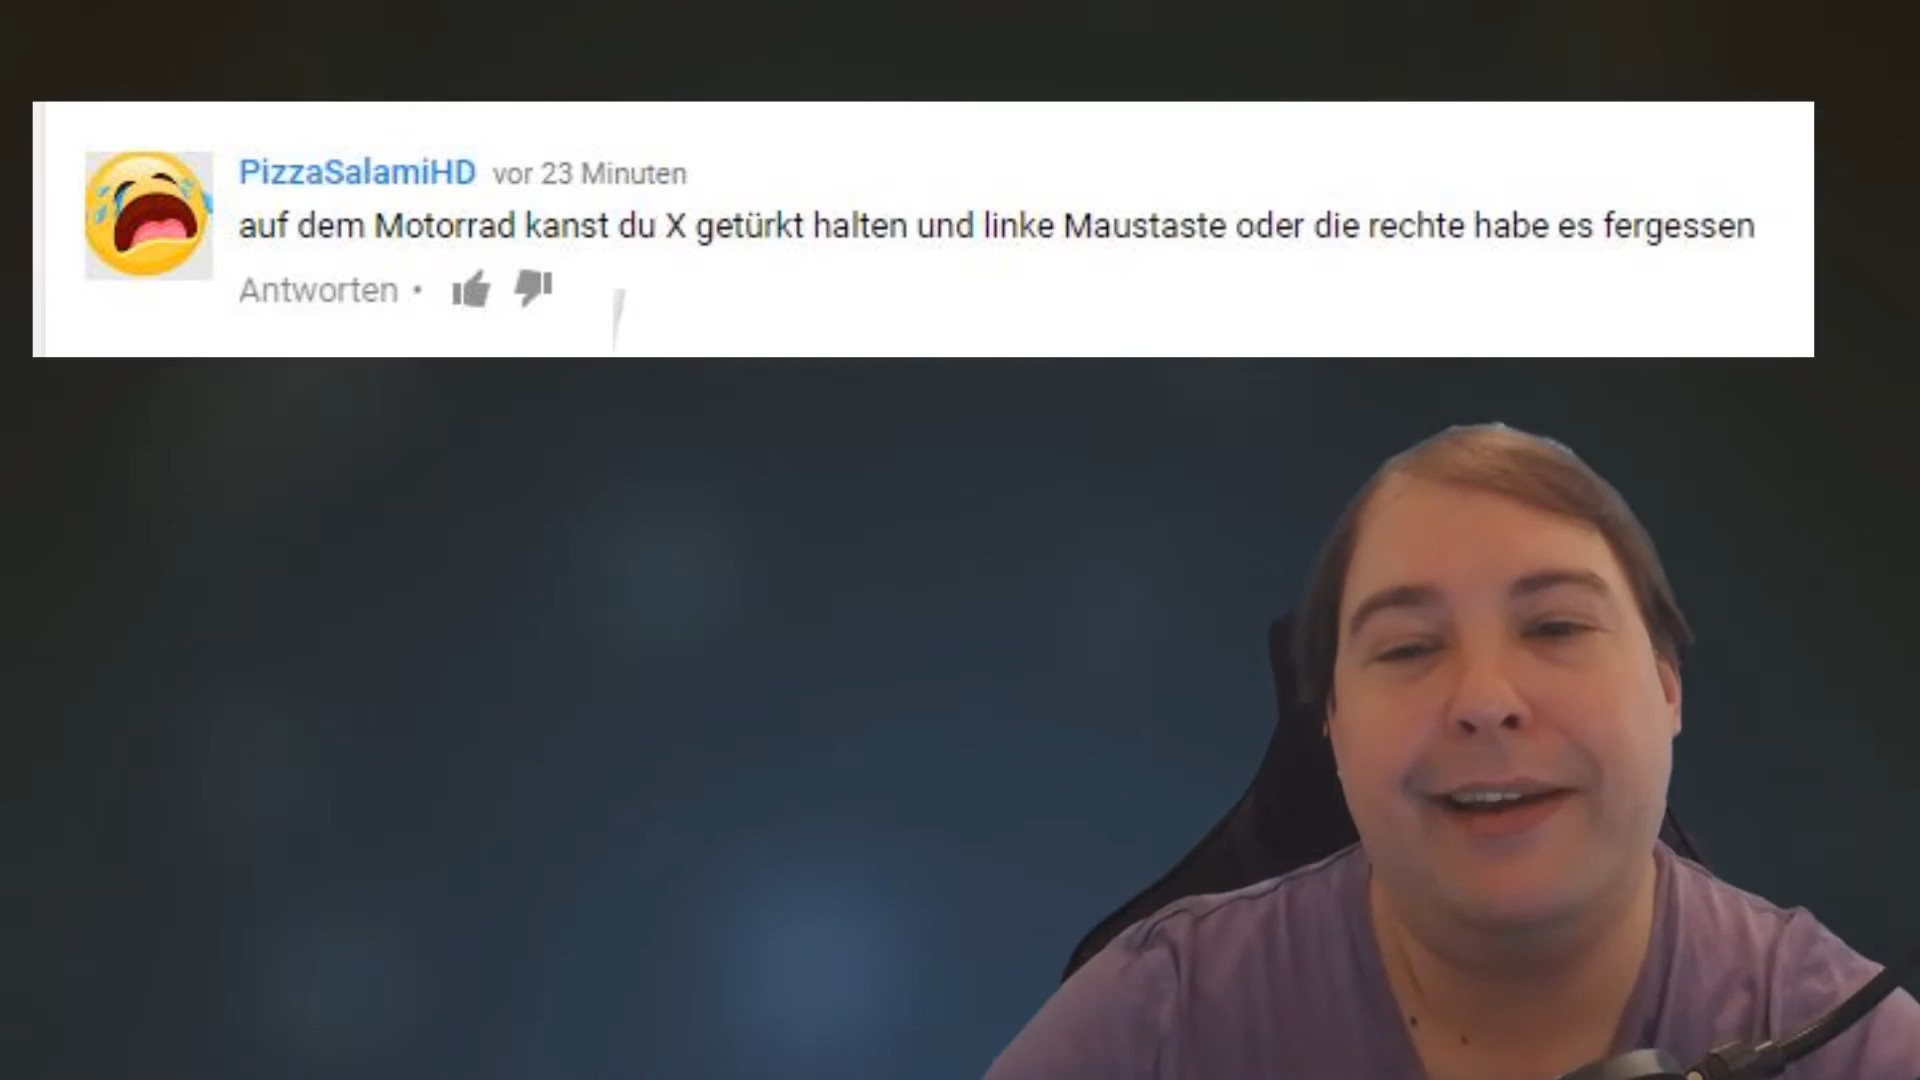 PizzaSalamiHD vor 23 Minuten
auf dem Motorrad kanst du X getürkt halten und linke Maustaste oder die rechte habe es fergessen
Antworten •